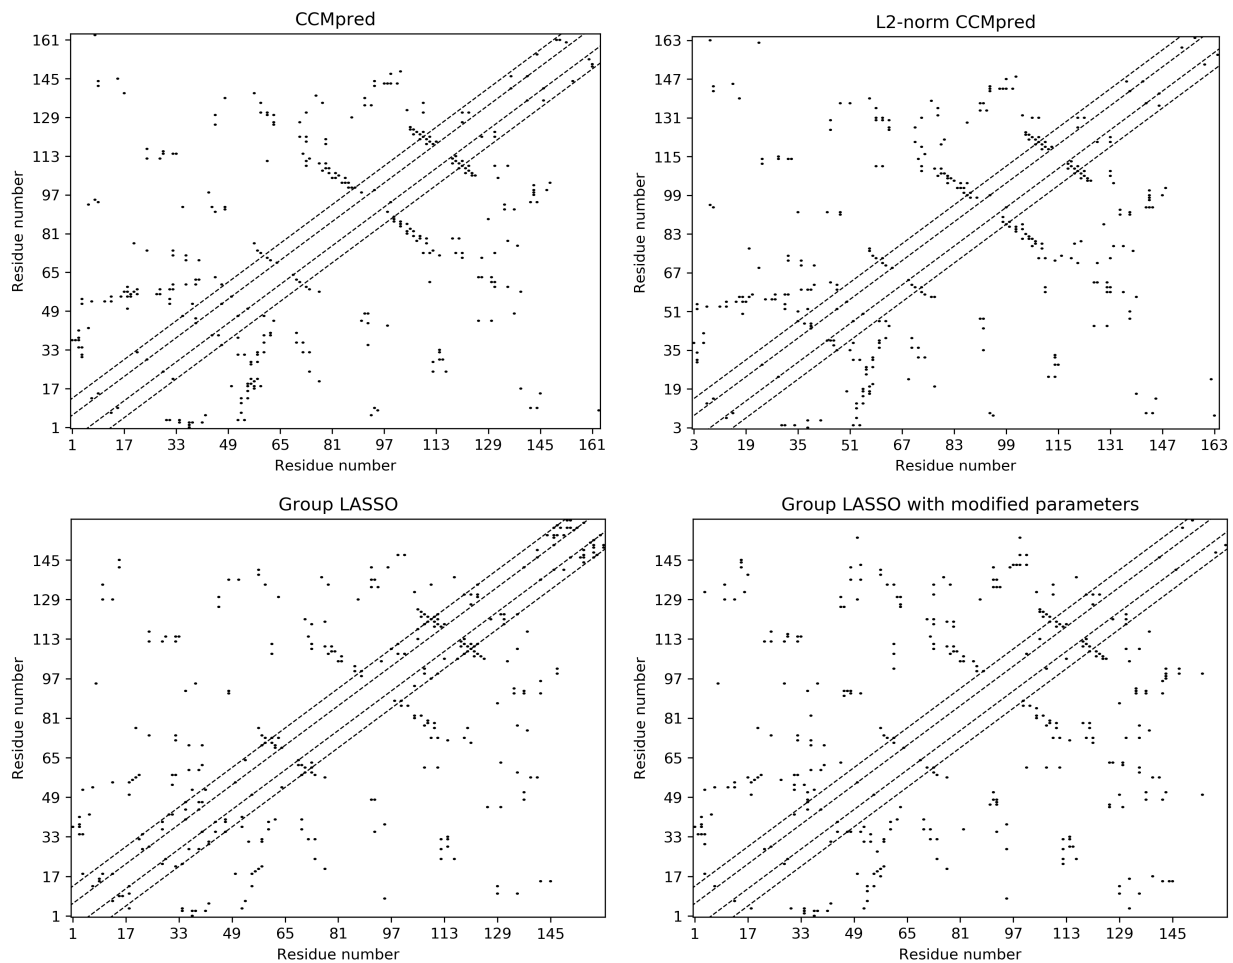 CCMpred
L2-norm CCMpred
161
145
129
113
97
81
65
49
33
17
1
Residue number
1 17 33 49 65 81 97 113 129 145 161
Residue number
163
147
131
115
99
83
67
51
35
19
3
Residue number
3 19 35 51 67 83 99 115 131 147 163
Residue number
Group LASSO
Group LASSO with modified parameters
145
129
113
97
81
65
49
33
17
1
Residue number
1 17 33 49 65 81 97 113 129 145
Residue number
145
129
113
97
81
65
49
33
17
1
Residue number
1 17 33 49 65 81 97 113 129 145
Residue number